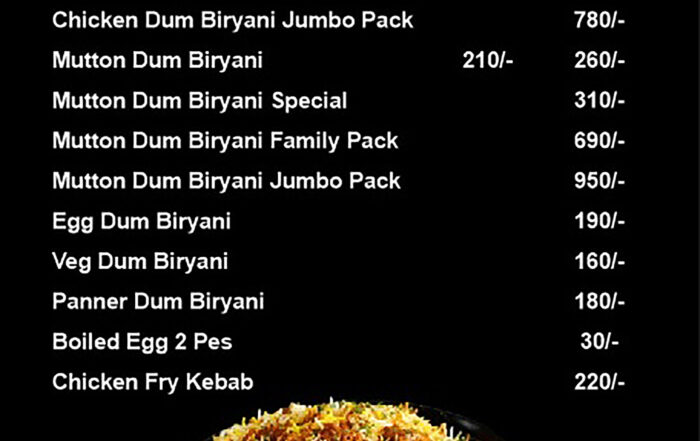 Chicken Dum Biryani Jumbo Pack 780/-
Mutton Dum Biryani 210/- 260/-
Mutton Dum Biryani Special 310/-
Mutton Dum Biryani Family Pack 690/-
Mutton Dum Biryani Jumbo Pack 950/-
Egg Dum Biryani 190/-
Veg Dum Biryani 160/-
Panner Dum Biryani 180/-
Boiled Egg 2 Pes 30/-
Chicken Fry Kebab 220/-